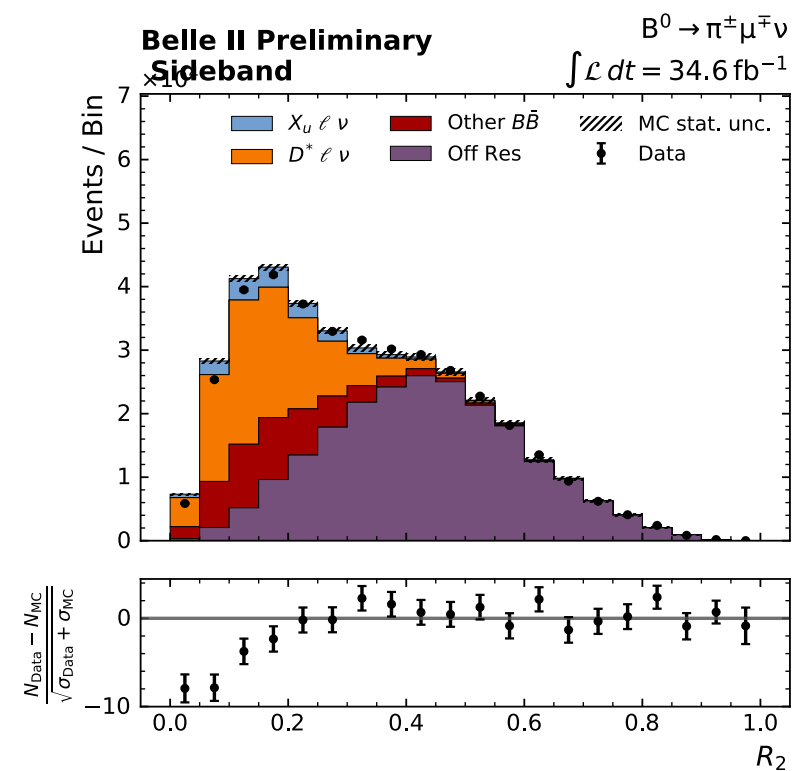 Belle II Preliminary
Sideband
B⁰ → π±μ∓ν
∫ℒ dt = 34.6 fb⁻¹
Events / Bin
7
6
5
4
3
2
1
0
X_u ℓ ν
D* ℓ ν
Other BB̄
Off Res
MC stat. unc.
Data
N_Data − N_MC
√σ_Data + σ_MC
0
−10
0.0 0.2 0.4 0.6 0.8 1.0
R₂